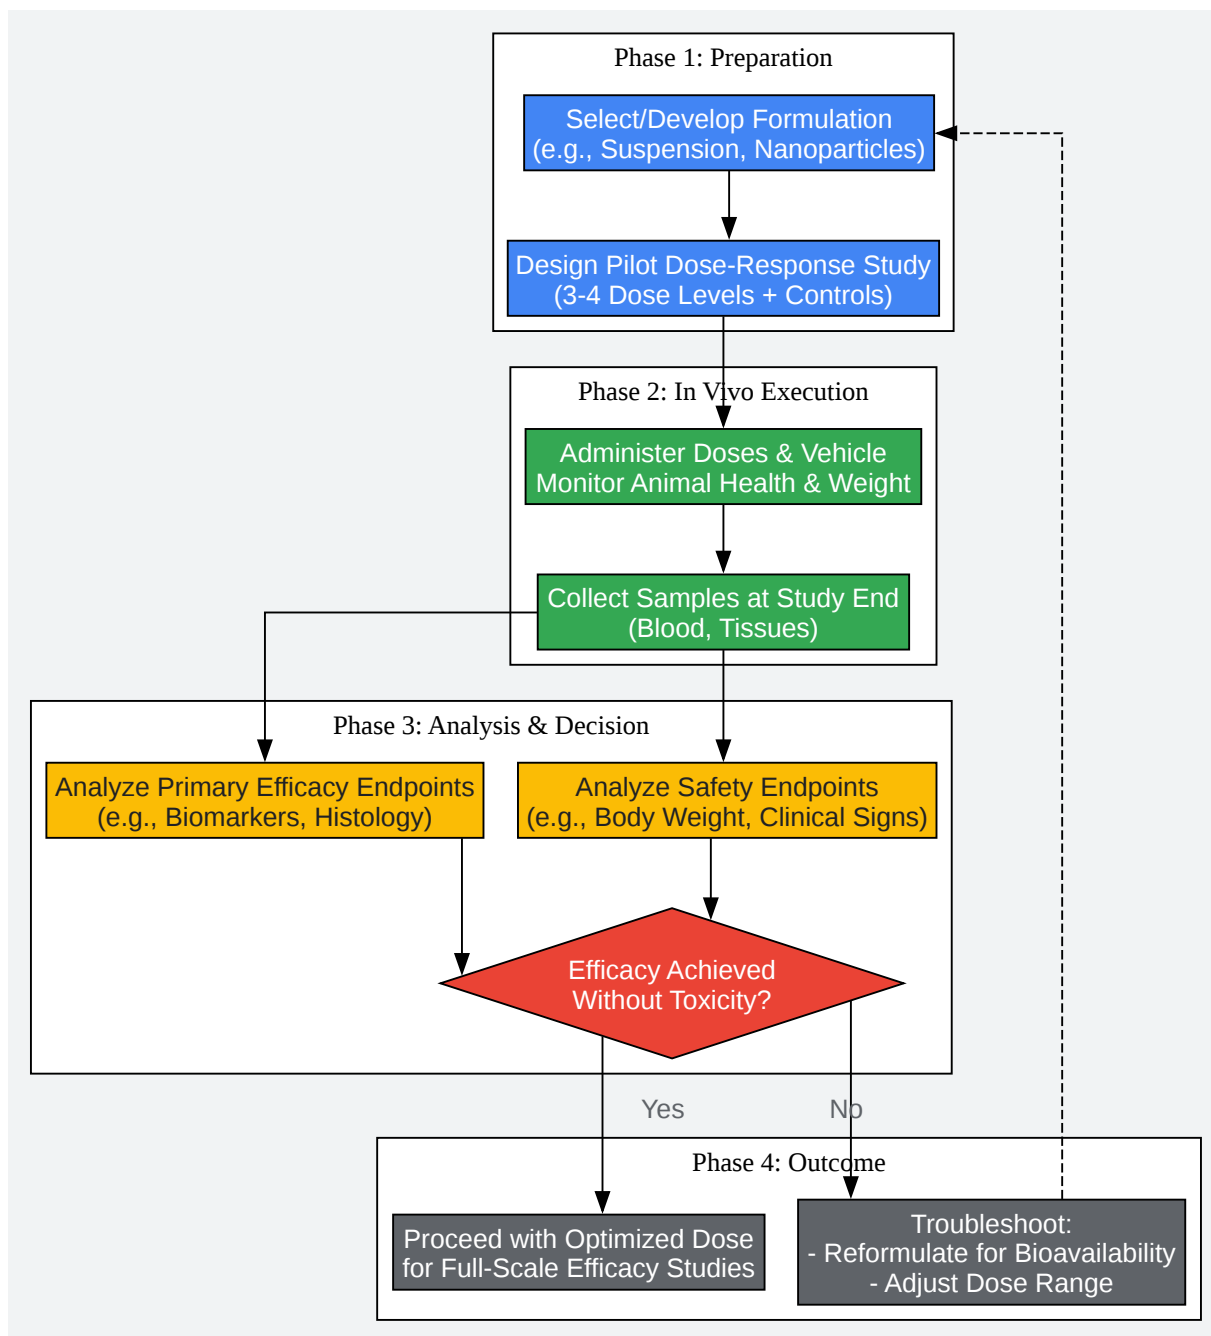 Phase 1: Preparation
Select/Develop Formulation
(e.g., Suspension, Nanoparticles)
Design Pilot Dose-Response Study
(3-4 Dose Levels + Controls)
Phase 2: In Vivo Execution
Administer Doses & Vehicle
Monitor Animal Health & Weight
Collect Samples at Study End
(Blood, Tissues)
Phase 3: Analysis & Decision
Analyze Primary Efficacy Endpoints
(e.g., Biomarkers, Histology)
Analyze Safety Endpoints
(e.g., Body Weight, Clinical Signs)
Efficacy Achieved
Without Toxicity?
Yes
No
Phase 4: Outcome
Proceed with Optimized Dose
for Full-Scale Efficacy Studies
Troubleshoot:
- Reformulate for Bioavailability
- Adjust Dose Range